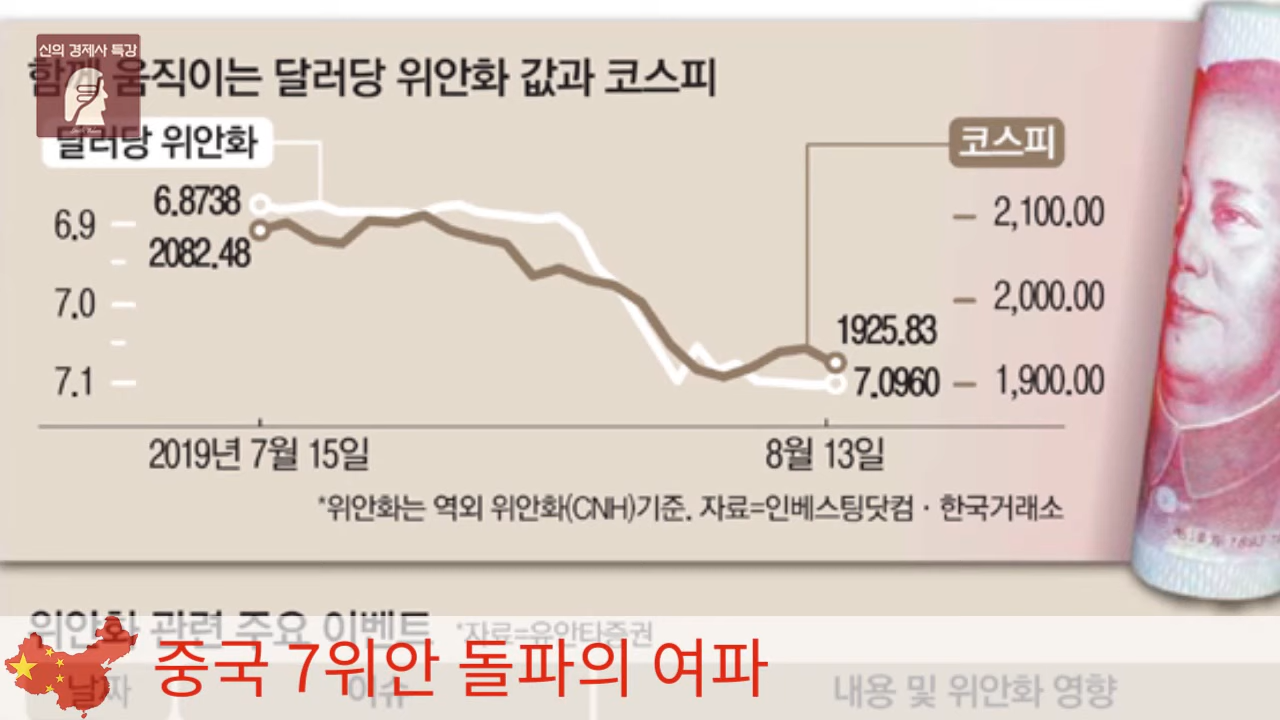 신의 경제사 특강
함께 움직이는 달러당 위안화 값과 코스피
달러당 위안화
코스피
6.8738
6.9
2082.48
7.0
7.1
2,100.00
2,000.00
1,900.00
1925.83
7.0960
2019년 7월 15일
8월 13일
*위안화는 역외 위안화(CNH)기준. 자료=인베스팅닷컴 · 한국거래소
위안화 관련 주요 이벤트 *자료=유안타증권
중국 7위안 돌파의 여파
날짜 이슈 내용 및 위안화 영향